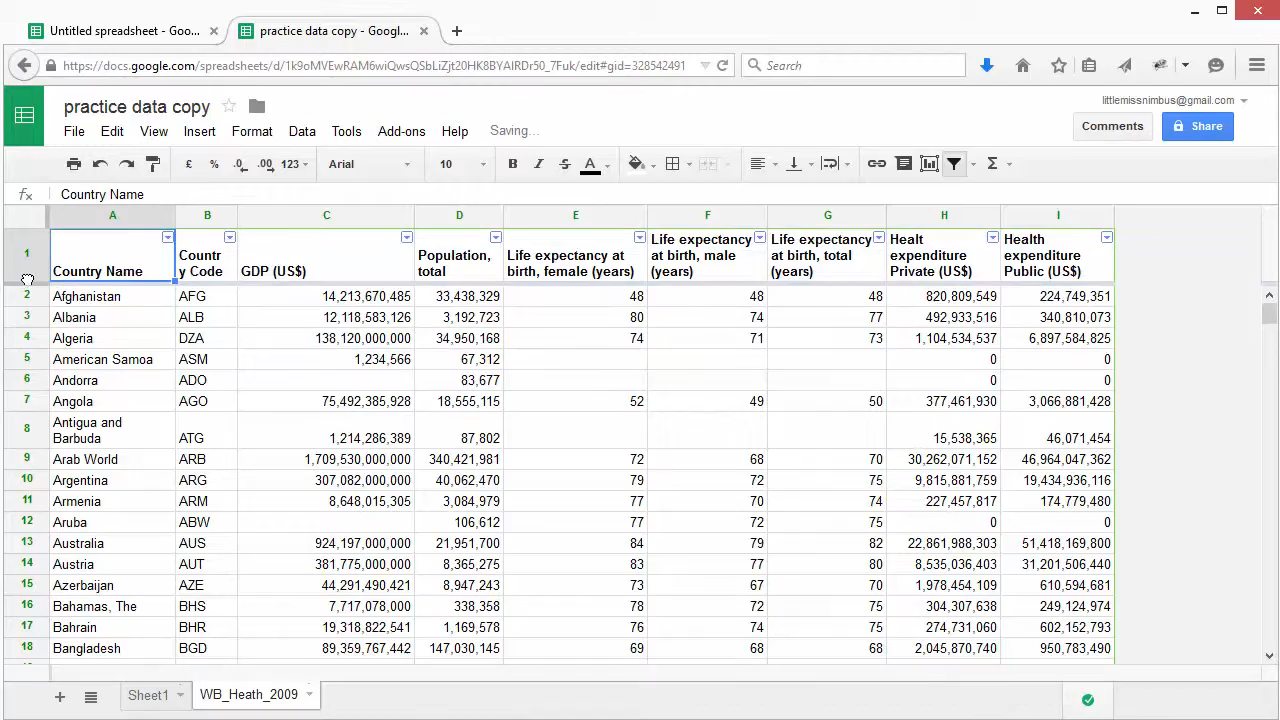 Untitled spreadsheet - Goo...
practice data copy - Googl...
https://docs.google.com/spreadsheets/d/1k9oMVEwRAM6wiQwsQSbLiZjt20HK8BYAIRDr50_7Fuk/edit#gid=328542491
Search
practice data copy
littlemissnimbus@gmail.com
File Edit View Insert Format Data Tools Add-ons Help Saving...
Comments
Share
£ % .0 .00 123 Arial 10 B I S A Σ
fx Country Name
A B C D E F G H I
1 Country Name Countr y Code GDP (US$) Population, total Life expectancy at birth, female (years) Life expectancy at birth, male (years) Life expectancy at birth, total (years) Healt expenditure Private (US$) Health expenditure Public (US$)
2 Afghanistan AFG 14,213,670,485 33,438,329 48 48 48 820,809,549 224,749,351
3 Albania ALB 12,118,583,126 3,192,723 80 74 77 492,933,516 340,810,073
4 Algeria DZA 138,120,000,000 34,950,168 74 71 73 1,104,534,537 6,897,584,825
5 American Samoa ASM 1,234,566 67,312 0 0
6 Andorra ADO 83,677 0 0
7 Angola AGO 75,492,385,928 18,555,115 52 49 50 377,461,930 3,066,881,428
8 Antigua and Barbuda ATG 1,214,286,389 87,802 15,538,365 46,071,454
9 Arab World ARB 1,709,530,000,000 340,421,981 72 68 70 30,262,071,152 46,964,047,362
10 Argentina ARG 307,082,000,000 40,062,470 79 72 75 9,815,881,759 19,434,936,116
11 Armenia ARM 8,648,015,305 3,084,979 77 70 74 227,457,817 174,779,480
12 Aruba ABW 106,612 77 72 75 0 0
13 Australia AUS 924,197,000,000 21,951,700 84 79 82 22,861,988,303 51,418,169,800
14 Austria AUT 381,775,000,000 8,365,275 83 77 80 8,535,036,403 31,201,506,440
15 Azerbaijan AZE 44,291,490,421 8,947,243 73 67 70 1,978,454,109 610,594,681
16 Bahamas, The BHS 7,717,078,000 338,358 78 72 75 304,307,638 249,124,974
17 Bahrain BHR 19,318,822,541 1,169,578 76 74 75 274,731,060 602,152,793
18 Bangladesh BGD 89,359,767,442 147,030,145 69 68 68 2,045,870,740 950,783,490
Sheet1 WB_Heath_2009